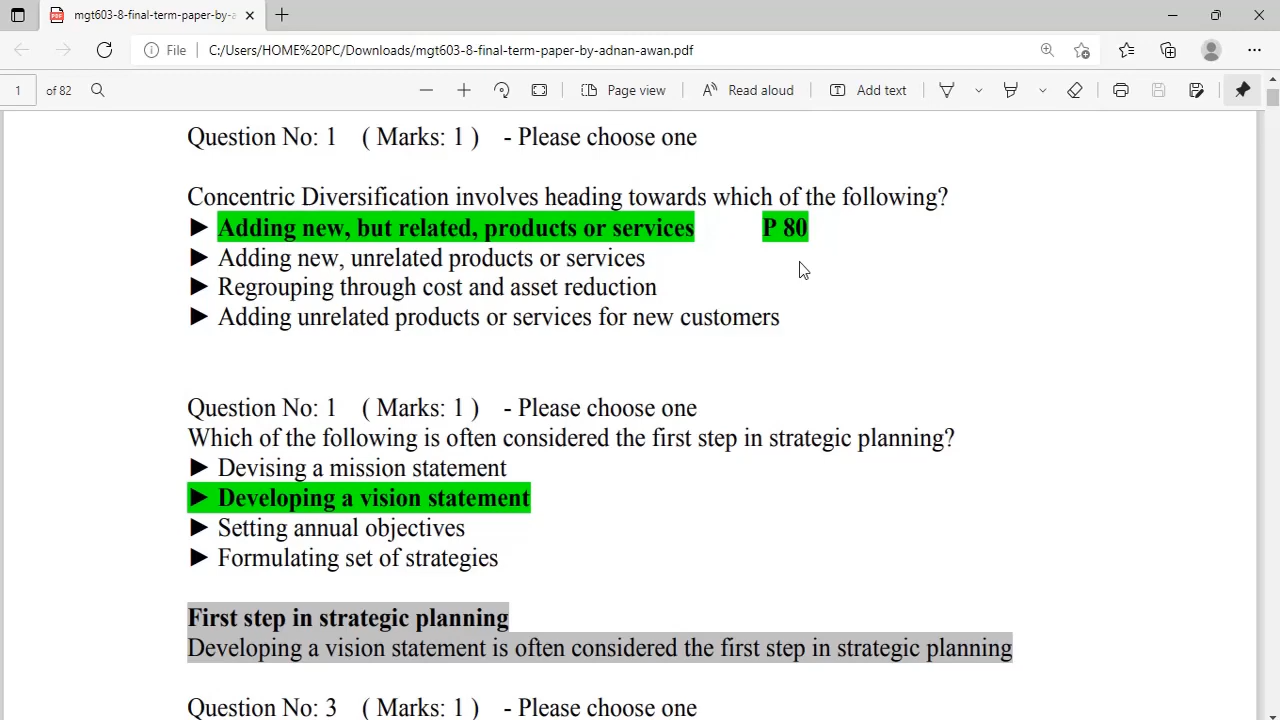 mgt603-8-final-term-paper-by-a
File C:/Users/HOME%20PC/Downloads/mgt603-8-final-term-paper-by-adnan-awan.pdf
1 of 82 Page view Read aloud Add text
Question No: 1 ( Marks: 1 ) - Please choose one
Concentric Diversification involves heading towards which of the following?
► Adding new, but related, products or services P 80
► Adding new, unrelated products or services
► Regrouping through cost and asset reduction
► Adding unrelated products or services for new customers
Question No: 1 ( Marks: 1 ) - Please choose one
Which of the following is often considered the first step in strategic planning?
► Devising a mission statement
► Developing a vision statement
► Setting annual objectives
► Formulating set of strategies
First step in strategic planning
Developing a vision statement is often considered the first step in strategic planning
Question No: 3 ( Marks: 1 ) - Please choose one